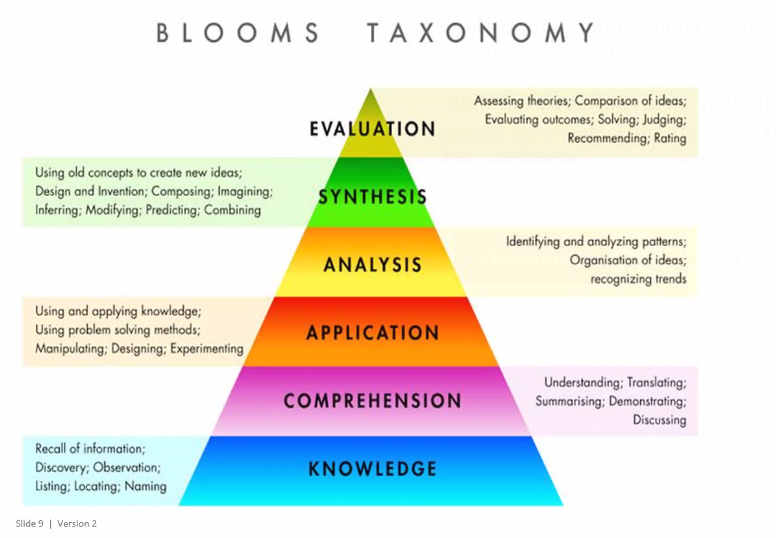 BLOOMS TAXONOMY
EVALUATION
Assessing theories; Comparison of ideas;
Evaluating outcomes; Solving; Judging;
Recommending; Rating
Using old concepts to create new ideas;
Design and Invention; Composing; Imagining;
Inferring; Modifying; Predicting; Combining
SYNTHESIS
ANALYSIS
Identifying and analyzing patterns;
Organisation of ideas;
recognizing trends
Using and applying knowledge;
Using problem solving methods;
Manipulating; Designing; Experimenting
APPLICATION
COMPREHENSION
Understanding; Translating;
Summarising; Demonstrating;
Discussing
Recall of information;
Discovery; Observation;
Listing; Locating; Naming
KNOWLEDGE
Slide 9 | Version 2